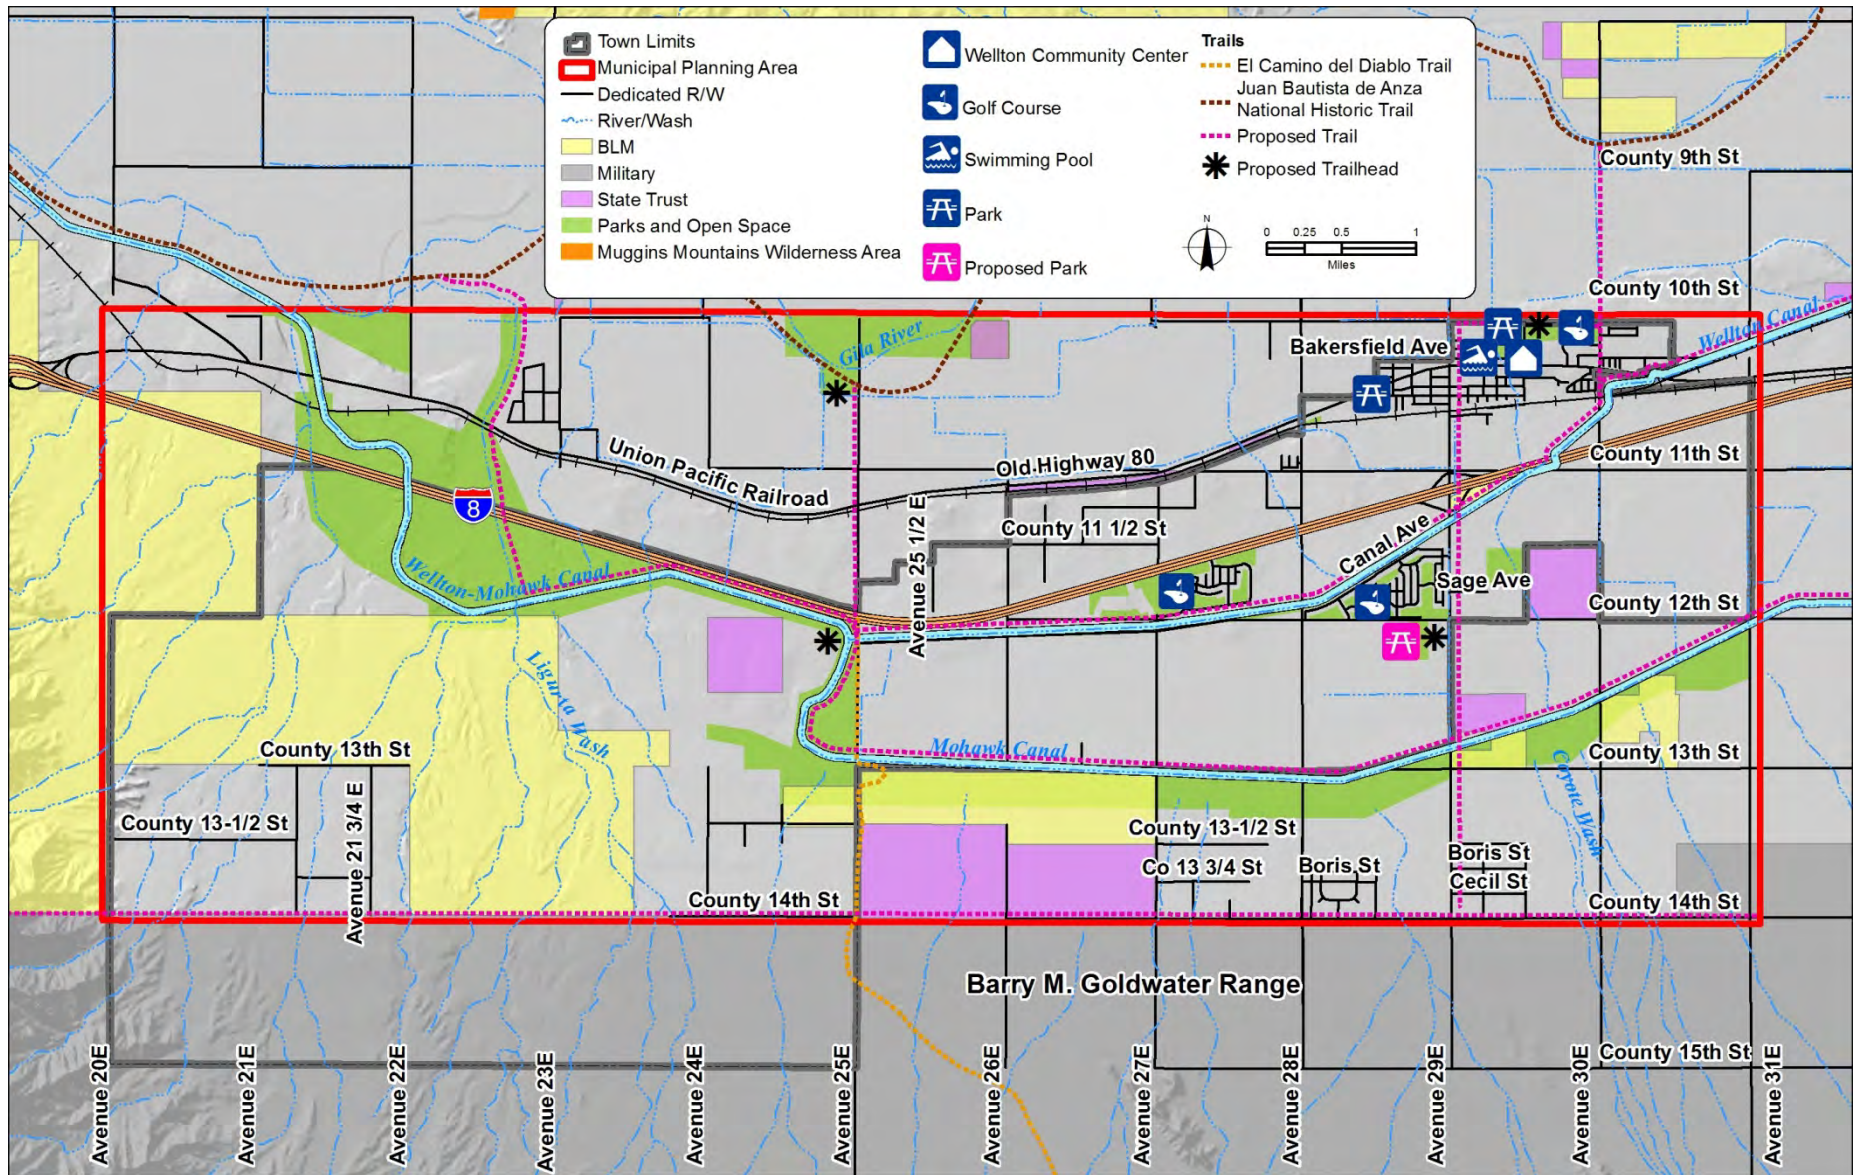 Town Limits
Municipal Planning Area
Dedicated R/W
River/Wash
BLM
Military
State Trust
Parks and Open Space
Muggins Mountains Wilderness Area
Wellton Community Center
Golf Course
Swimming Pool
Park
Proposed Park
Trails
El Camino del Diablo Trail
Juan Bautista de Anza
National Historic Trail
Proposed Trail
Proposed Trailhead
N
0 0.25 0.5 1
Miles
County 9th St
County 10th St
Wellton Canal
Gila River
Bakersfield Ave
Union Pacific Railroad
Old Highway 80
County 11th St
8
Avenue 25 1/2 E
County 11 1/2 St
Canal Ave
Wellton-Mohawk Canal
Sage Ave
County 12th St
Ligurta Wash
Mohawk Canal
County 13th St
County 13th St
Coyote Wash
County 13-1/2 St
Avenue 21 3/4 E
County 13-1/2 St
Co 13 3/4 St
Boris St
Boris St
Cecil St
County 14th St
County 14th St
Barry M. Goldwater Range
County 15th St
Avenue 20E
Avenue 21E
Avenue 22E
Avenue 23E
Avenue 24E
Avenue 25E
Avenue 26E
Avenue 27E
Avenue 28E
Avenue 29E
Avenue 30E
Avenue 31E